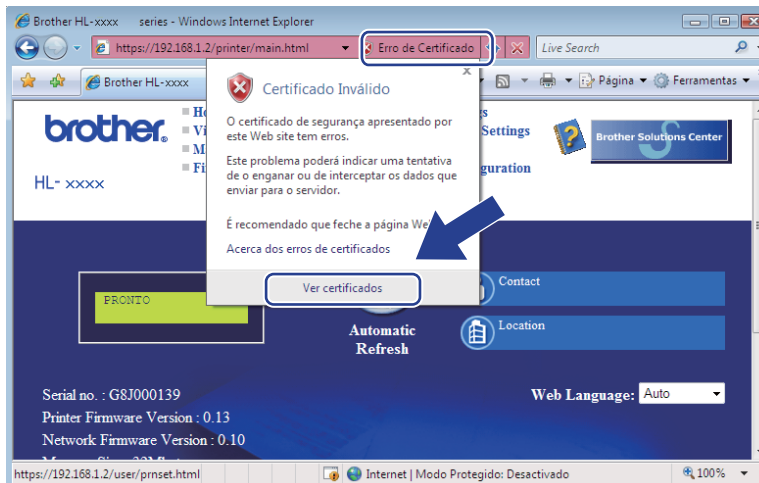 Brother HL-xxxx series - Windows Internet Explorer
https://192.168.1.2/printer/main.html
Erro de Certificado
Live Search
Brother HL-xxxx
Página
Ferramentas
Certificado Inválido
O certificado de segurança apresentado por
este Web site tem erros.
Este problema poderá indicar uma tentativa
de o enganar ou de interceptar os dados que
enviar para o servidor.
É recomendado que feche a página
Acerca dos erros de certificados
Ver certificados
brother®
HL- xxxx
Settings
Brother Solutions Center
PRONTO
Automatic
Refresh
Contact
Location
Serial no. : G8J000139
Web Language: Auto
Printer Firmware Version : 0.13
Network Firmware Version : 0.10
https://192.168.1.2/user/prnset.html
Internet | Modo Protegido: Desactivado
100%